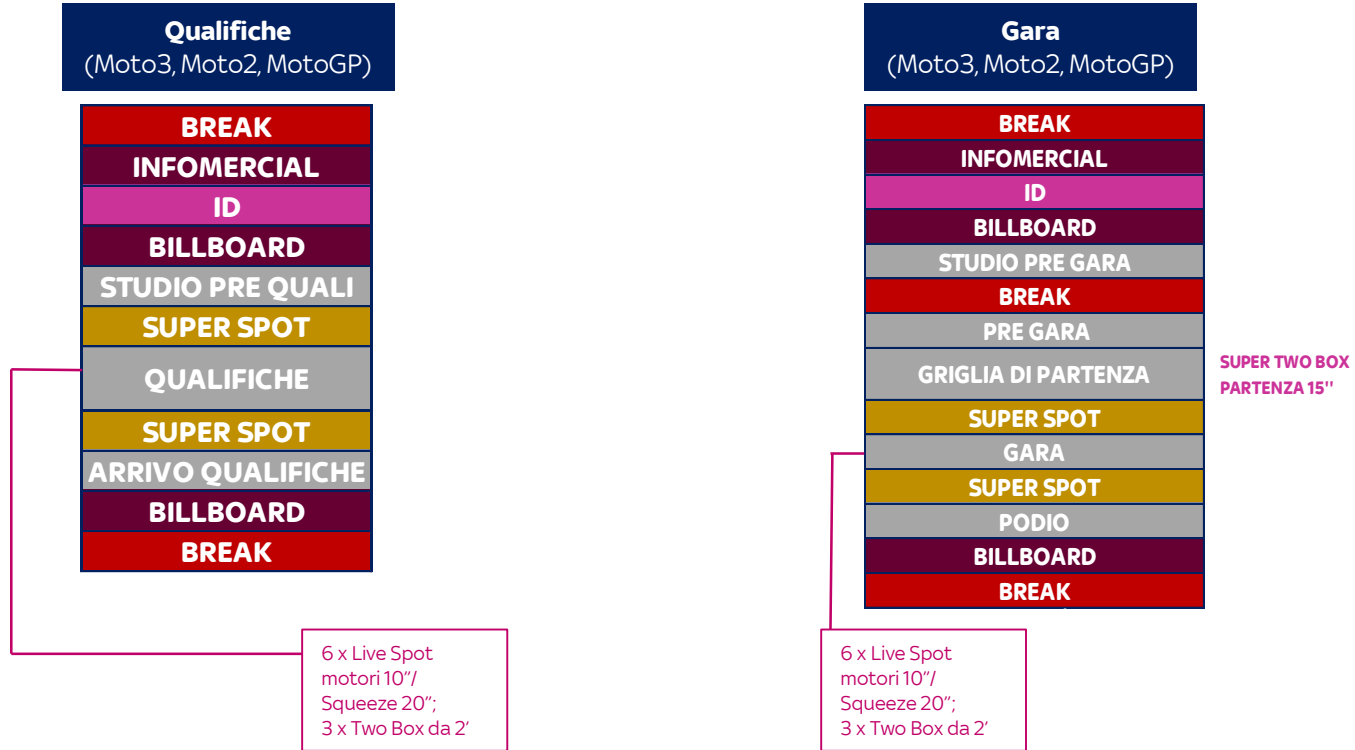 Qualifiche
(Moto3, Moto2, MotoGP)
BREAK
INFOMERCIAL
ID
BILLBOARD
STUDIO PRE QUALI
SUPER SPOT
QUALIFICHE
SUPER SPOT
ARRIVO QUALIFICHE
BILLBOARD
BREAK
6 x Live Spot
motori 10”/
Squeeze 20”;
3 x Two Box da 2’
Gara
(Moto3, Moto2, MotoGP)
BREAK
INFOMERCIAL
ID
BILLBOARD
STUDIO PRE GARA
BREAK
PRE GARA
GRIGLIA DI PARTENZA
SUPER TWO BOX
PARTENZA 15''
SUPER SPOT
GARA
SUPER SPOT
PODIO
BILLBOARD
BREAK
6 x Live Spot
motori 10”/
Squeeze 20”;
3 x Two Box da 2’